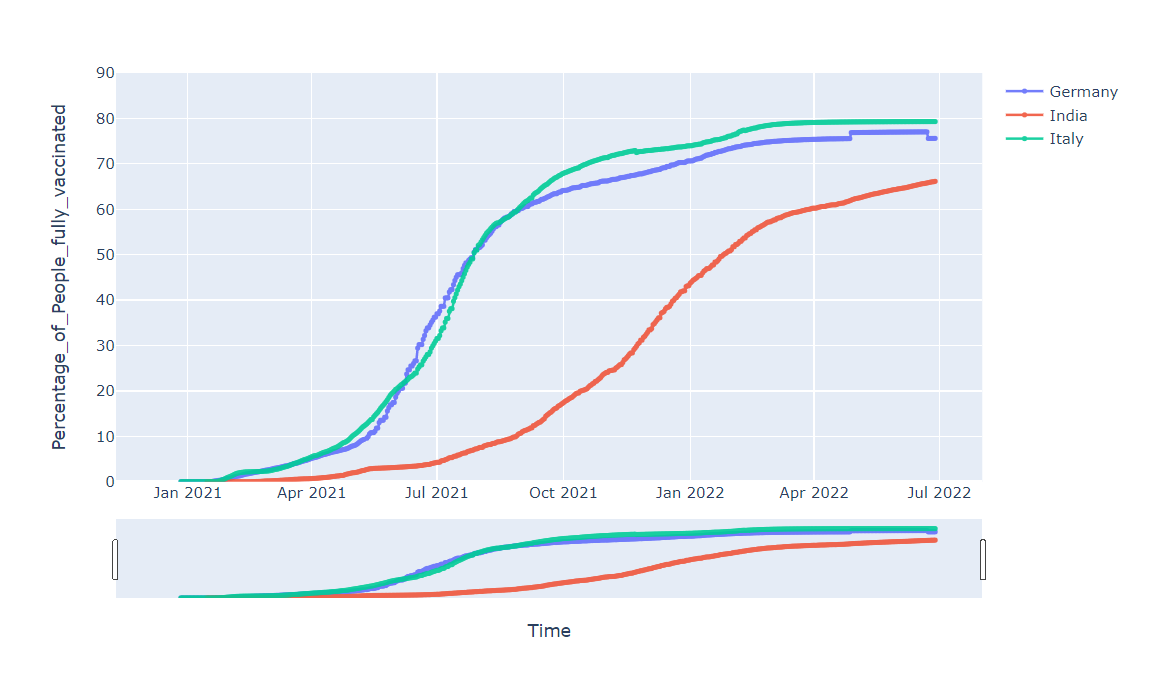 Percentage_of_People_fully_vaccinated
90
80
70
60
50
40
30
20
10
0
Jan 2021 Apr 2021 Jul 2021 Oct 2021 Jan 2022 Apr 2022 Jul 2022
Time
Germany
India
Italy